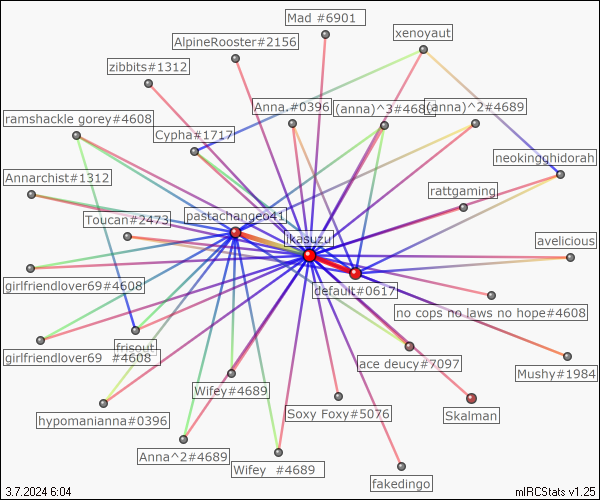 Mad #6901
xenoyaut
AlpineRooster#2156
zibbits#1312
Anna.#0396
(anna)^3#4689
(anna)^2#4689
ramshackle gorey#4608
Cypha#1717
neokingghidorah
Annarchist#1312
rattgaming
Toucan#2473
pastachangeo41
ikasuzu
avelicious
girlfriendlover69#4608
default#0617
no cops no laws no hope#4608
frisout
girlfriendlover69 #4608
ace deucy#7097
Mushy#1984
Wifey#4689
hypomanianna#0396
Soxy Foxy#5076
Skalman
Anna^2#4689
Wifey #4689
fakedingo
3.7.2024 6:04
mIRCStats v1.25